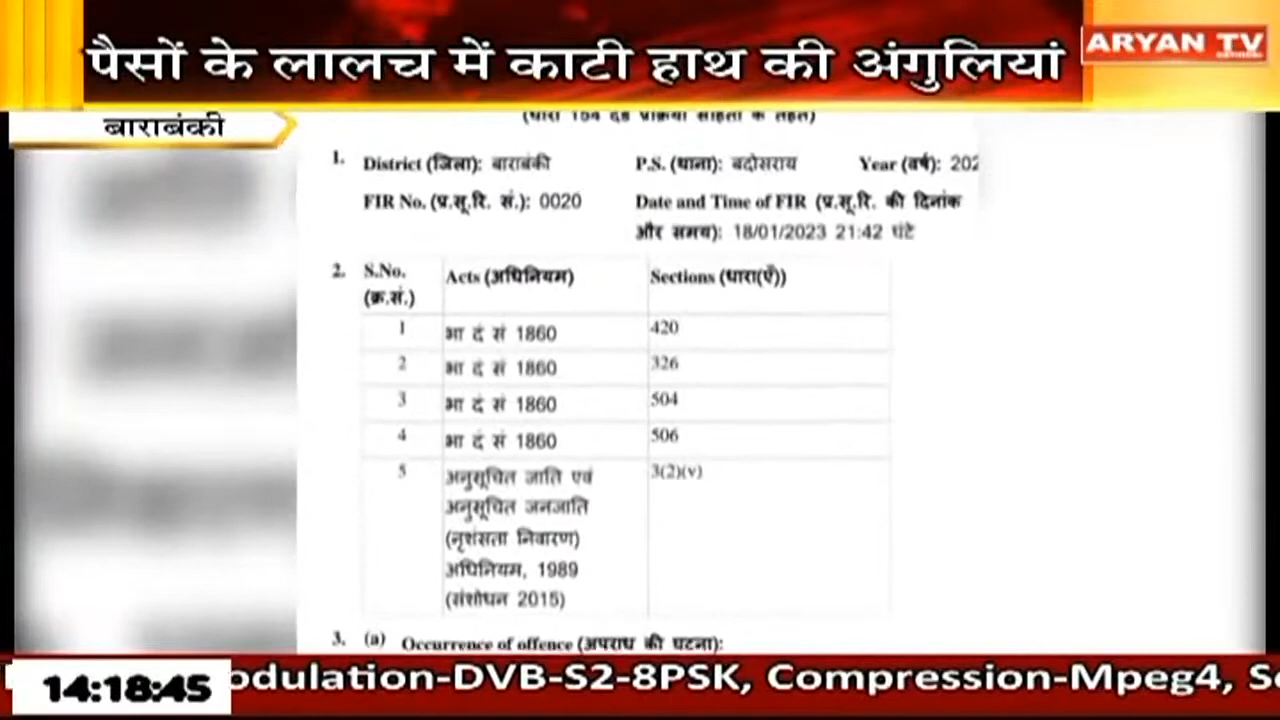 पैसों के लालच में काटी हाथ की अंगुलियां
ARYAN TV
बाराबंकी
(धारा 154 दंड प्रक्रिया संहिता के तहत)
1. District (जिला): बाराबंकी P.S. (थाना): बदोसराय Year (वर्ष): 202
FIR No. (प्र.सू.रि. सं.): 0020 Date and Time of FIR (प्र.सू.रि. की दिनांक
और समय): 18/01/2023 21:42 घंटे
2. S.No. Acts (अधिनियम) Sections (धारा(एँ))
(क्र.सं.)
1 भा दं सं 1860 420
2 भा दं सं 1860 326
3 भा दं सं 1860 504
4 भा दं सं 1860 506
5 अनुसूचित जाति एवं 3(2)(v)
अनुसूचित जनजाति
(नृशंसता निवारण)
अधिनियम, 1989
(संशोधन 2015)
3. (a) Occurrence of offence (अपराध की घटना):
14:18:45 odulation-DVB-S2-8PSK, Compression-Mpeg4, S